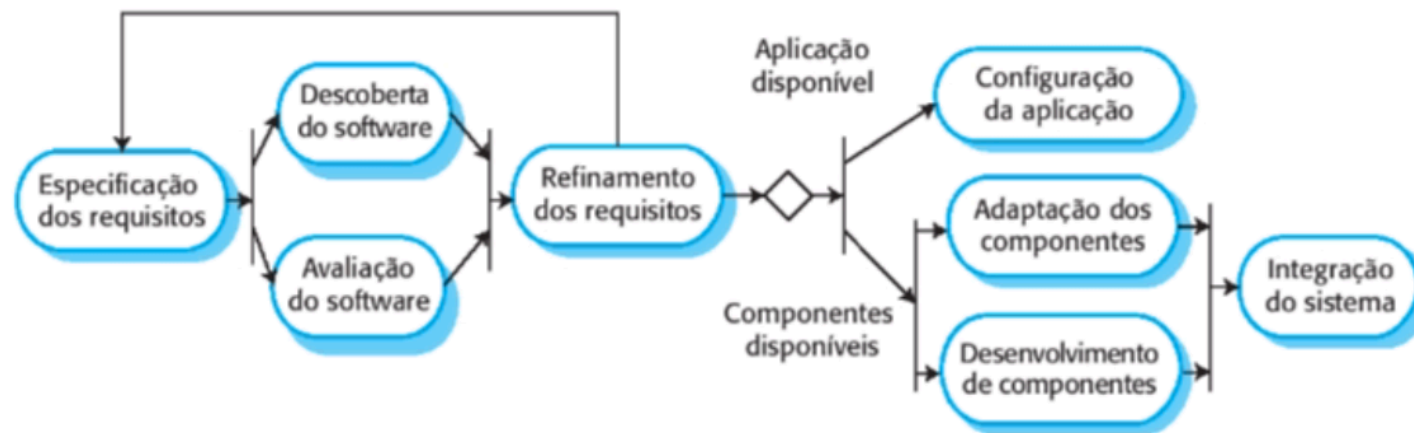 Especificação
dos requisitos
Descoberta
do software
Avaliação
do software
Refinamento
dos requisitos
Aplicação
disponível
Configuração
da aplicação
Componentes
disponíveis
Adaptação dos
componentes
Desenvolvimento
de componentes
Integração
do sistema